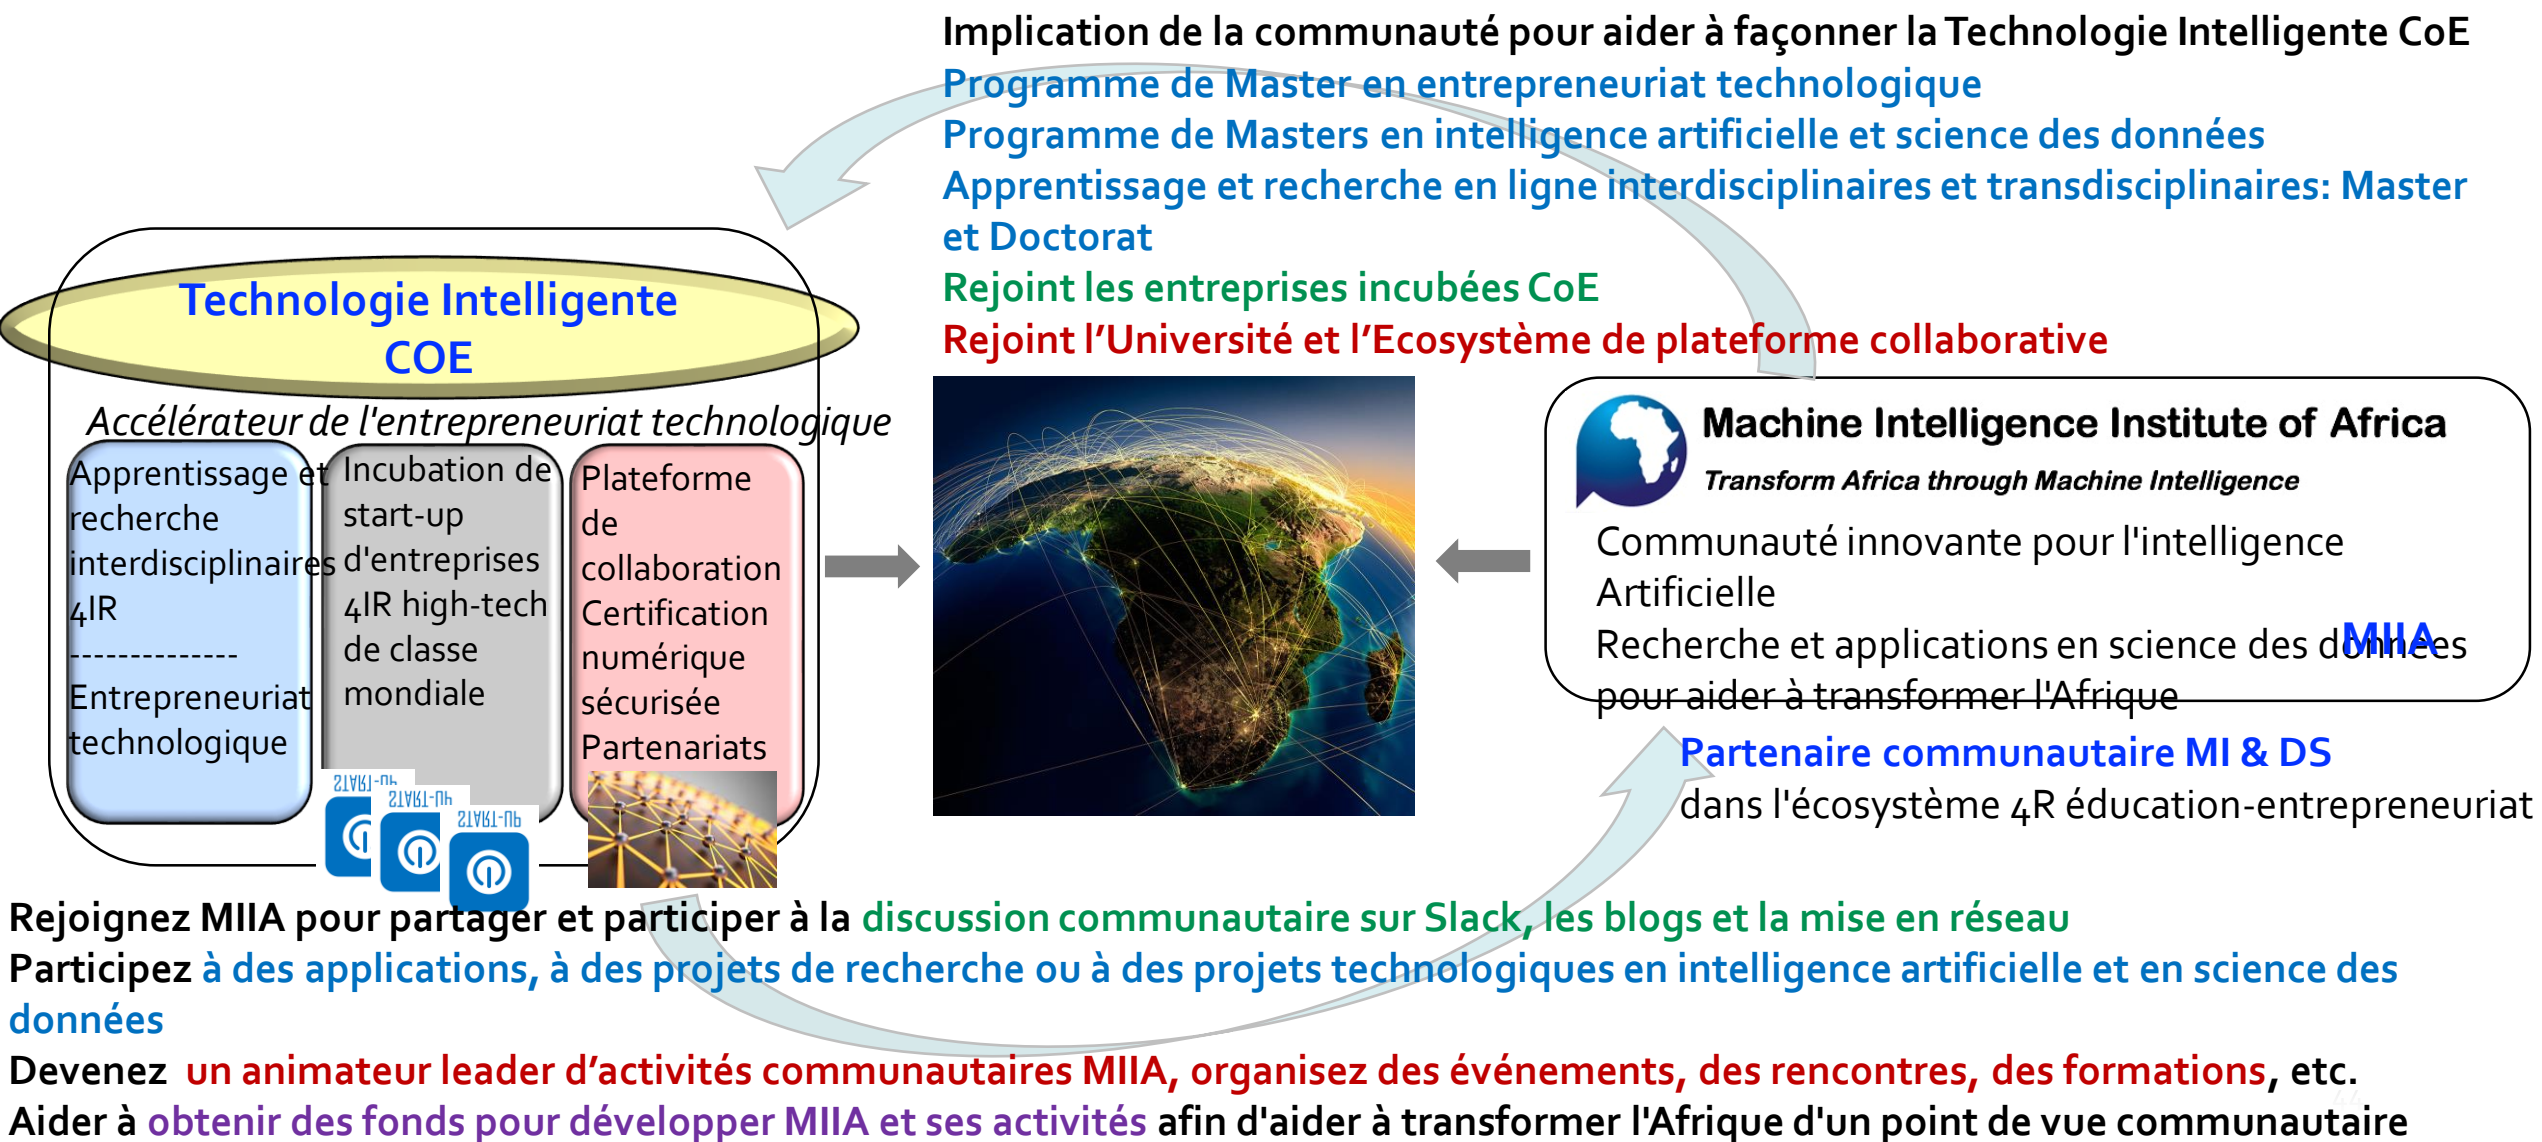 Implication de la communauté pour aider à façonner la Technologie Intelligente CoE
Programme de Master en entrepreneuriat technologique
Programme de Masters en intelligence artificielle et science des données
Apprentissage et recherche en ligne interdisciplinaires et transdisciplinaires: Master
et Doctorat
Rejoint les entreprises incubées CoE
Rejoint l’Université et l’Ecosystème de plateforme collaborative
Technologie Intelligente
COE
Accélérateur de l'entrepreneuriat technologique
Apprentissage et
recherche
interdisciplinaires
4IR
--------------
Entrepreneuriat
technologique
Incubation de
start-up
d'entreprises
4IR high-tech
de classe
mondiale
Plateforme
de
collaboration
Certification
numérique
sécurisée
Partenariats
Machine Intelligence Institute of Africa
Transform Africa through Machine Intelligence
Communauté innovante pour l'intelligence
Artificielle
Recherche et applications en science des données
MIIA
pour aider à transformer l'Afrique
Partenaire communautaire MI & DS
dans l'écosystème 4R éducation-entrepreneuriat
Rejoignez MIIA pour partager et participer à la discussion communautaire sur Slack, les blogs et la mise en réseau
Participez à des applications, à des projets de recherche ou à des projets technologiques en intelligence artificielle et en science des
données
Devenez un animateur leader d’activités communautaires MIIA, organisez des événements, des rencontres, des formations, etc.
Aider à obtenir des fonds pour développer MIIA et ses activités afin d'aider à transformer l'Afrique d'un point de vue communautaire